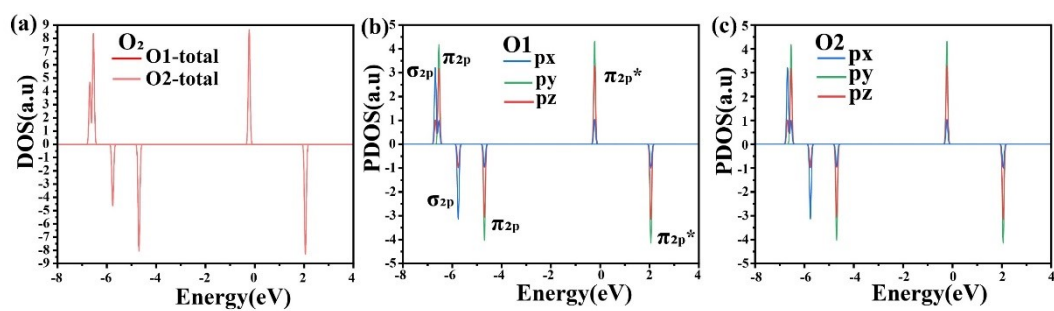 (a)
O₂
O1-total
O2-total
DOS(a.u)
9
8
7
6
5
4
3
2
1
0
-1
-2
-3
-4
-5
-6
-7
-8
-9
-8 -6 -4 -2 0 2 4
Energy(eV)
(b)
O1
px
py
pz
σ₂ₚ
π₂ₚ
π₂ₚ*
σ₂ₚ
π₂ₚ
π₂ₚ*
PDOS(a.u)
5
4
3
2
1
0
-1
-2
-3
-4
-5
-8 -6 -4 -2 0 2 4
Energy(eV)
(c)
O2
px
py
pz
PDOS(a.u)
5
4
3
2
1
0
-1
-2
-3
-4
-5
-8 -6 -4 -2 0 2 4
Energy(eV)